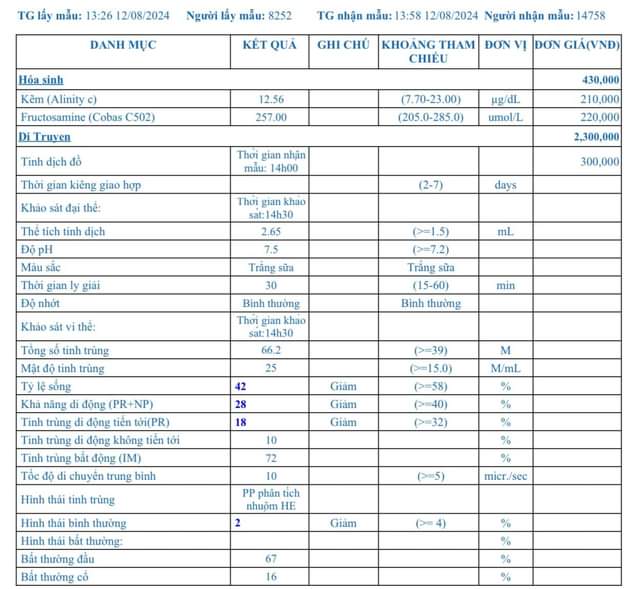 TG lấy mẫu: 13:26 12/08/2024 Người lấy mẫu: 8252 TG nhận mẫu: 13:58 12/08/2024 Người nhận mẫu: 14758
DANH MỤC KẾT QUẢ GHI CHÚ KHOẢNG THAM CHIẾU ĐƠN VỊ ĐƠN GIÁ(VNĐ)
Hóa sinh 430,000
Kẽm (Alinity c) 12.56 (7.70-23.00) µg/dL 210,000
Fructosamine (Cobas C502) 257.00 (205.0-285.0) umol/L 220,000
Di Truyền 2,300,000
Tinh dịch đồ Thời gian nhận mẫu: 14h00 300,000
Thời gian kiêng giao hợp (2-7) days
Khảo sát đại thể: Thời gian khảo sát:14h30
Thể tích tinh dịch 2.65 (>=1.5) mL
Độ pH 7.5 (>=7.2)
Màu sắc Trắng sữa Trắng sữa
Thời gian ly giải 30 (15-60) min
Độ nhớt Bình thường Bình thường
Khảo sát vi thể: Thời gian khảo sát:14h30
Tổng số tinh trùng 66.2 (>=39) M
Mật độ tinh trùng 25 (>=15.0) M/mL
Tỷ lệ sống 42 Giảm (>=58) %
Khả năng di động (PR+NP) 28 Giảm (>=40) %
Tinh trùng di động tiến tới(PR) 18 Giảm (>=32) %
Tinh trùng di động không tiến tới 10 %
Tinh trùng bất động (IM) 72 %
Tốc độ di chuyển trung bình 10 (>=5) micr./sec
Hình thái tinh trùng PP phân tích nhuộm HE
Hình thái bình thường 2 Giảm (>= 4) %
Hình thái bất thường: %
Bất thường đầu 67 %
Bất thường cổ 16 %